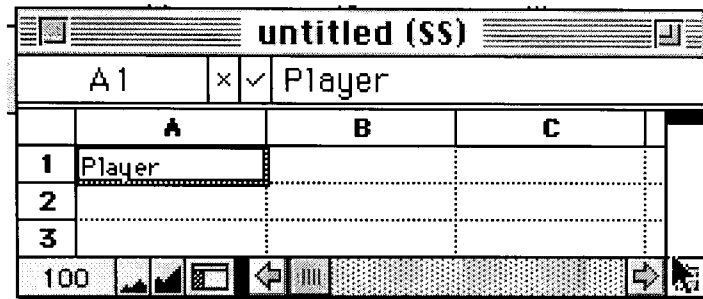 untitled (SS)
A1 × ✓ Player
A B C
1 Player
2
3
100